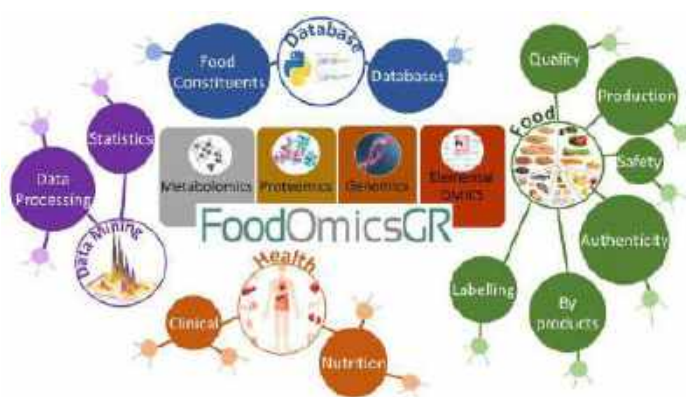 Database
Food
Constituents
Databases
Quality
Production
Food
Safety
Authenticity
Labelling
By
products
Statistics
Data
Processing
Data Mining
Metabolomics
Proteomics
Genomics
Elemental
OMICS
FoodOmicsGR
Health
Clinical
Nutrition